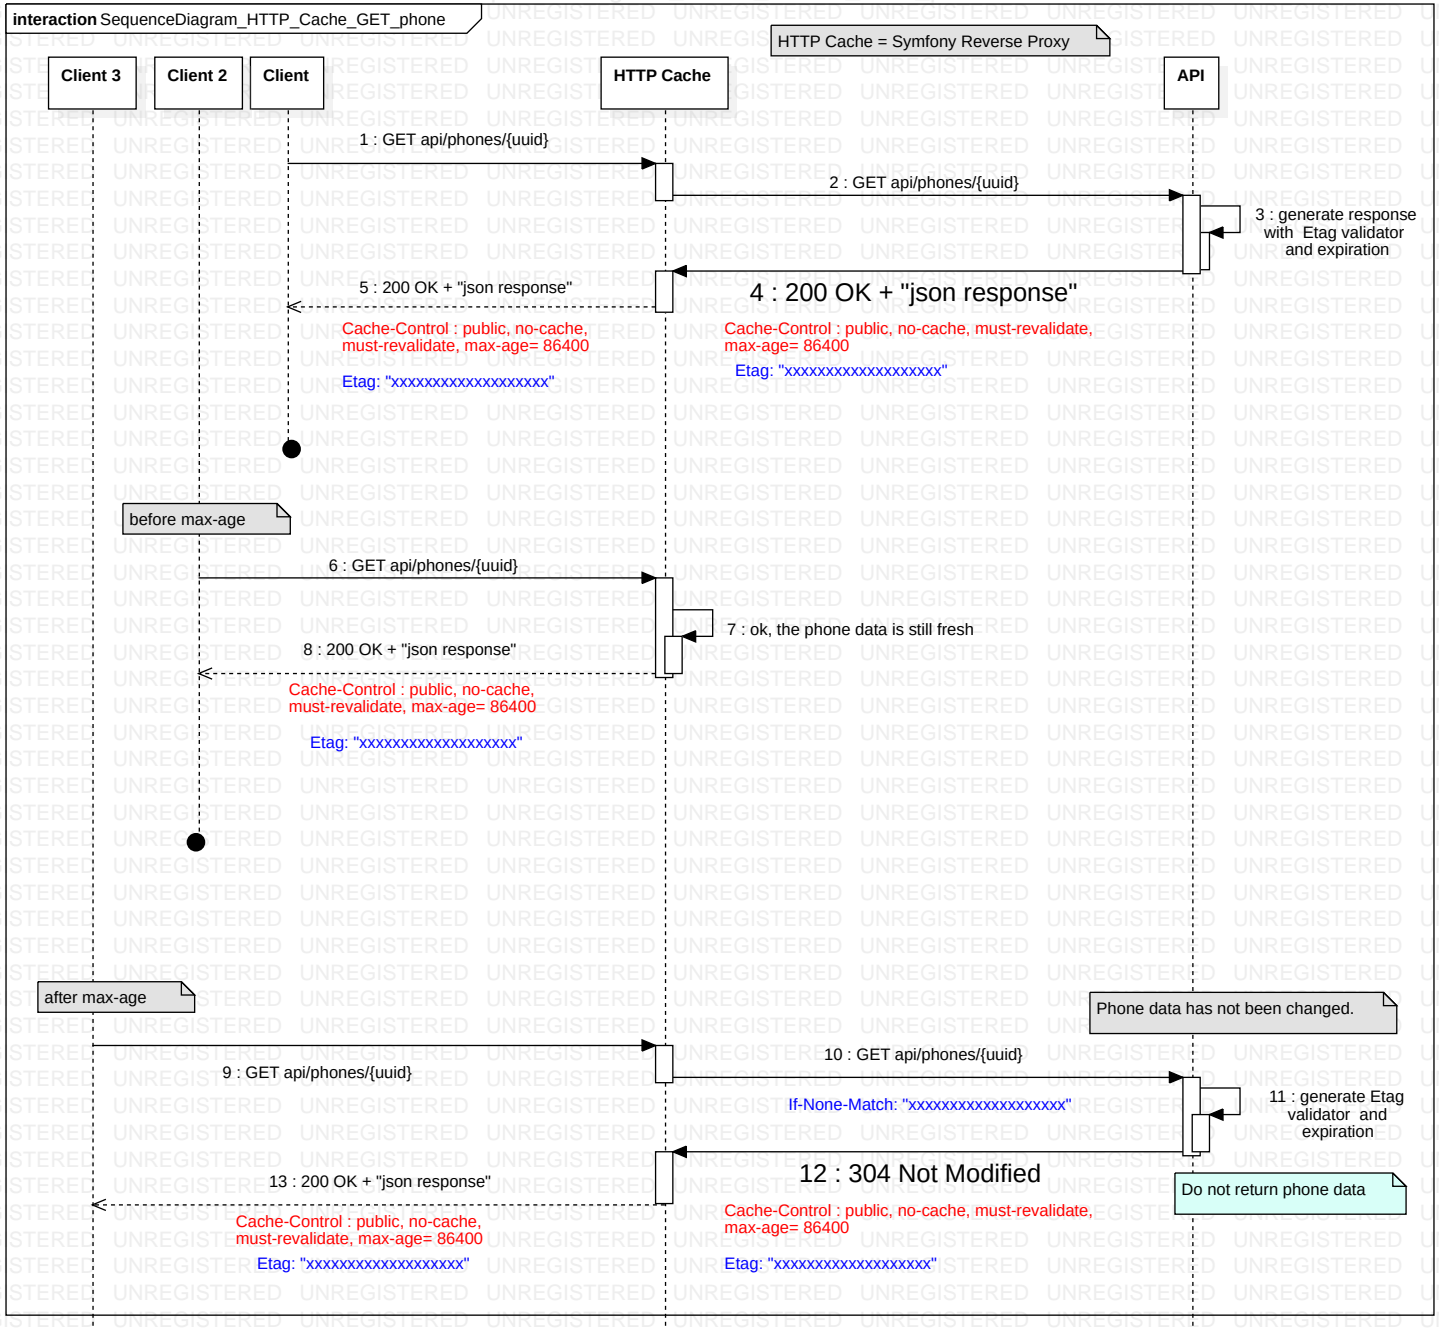 interaction SequenceDiagram_HTTP_Cache_GET_phone
HTTP Cache = Symfony Reverse Proxy
Client 3
Client 2
Client
HTTP Cache
API
1 : GET api/phones/{uuid}
2 : GET api/phones/{uuid}
3 : generate response
with Etag validator
and expiration
5 : 200 OK + "json response"
4 : 200 OK + "json response"
Cache-Control : public, no-cache,
must-revalidate, max-age= 86400
Etag: "xxxxxxxxxxxxxxxxxxx"
Cache-Control : public, no-cache, must-revalidate,
max-age= 86400
Etag: "xxxxxxxxxxxxxxxxxxx"
before max-age
6 : GET api/phones/{uuid}
7 : ok, the phone data is still fresh
8 : 200 OK + "json response"
Cache-Control : public, no-cache,
must-revalidate, max-age= 86400
Etag: "xxxxxxxxxxxxxxxxxxx"
after max-age
Phone data has not been changed.
9 : GET api/phones/{uuid}
10 : GET api/phones/{uuid}
If-None-Match: "xxxxxxxxxxxxxxxxxxx"
11 : generate Etag
validator and
expiration
12 : 304 Not Modified
13 : 200 OK + "json response"
Do not return phone data
Cache-Control : public, no-cache,
must-revalidate, max-age= 86400
Etag: "xxxxxxxxxxxxxxxxxxx"
Cache-Control : public, no-cache, must-revalidate,
max-age= 86400
Etag: "xxxxxxxxxxxxxxxxxxx"
UNREGISTERED